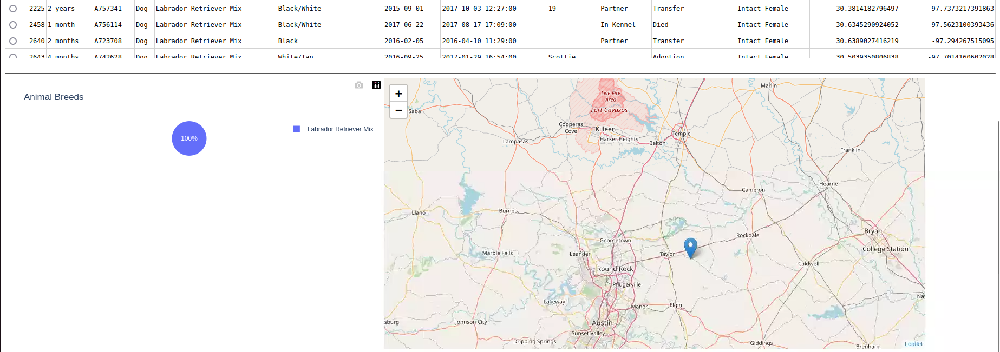 2225 2 years A757341 Dog Labrador Retriever Mix Black/White 2015-09-01 2017-10-03 12:27:00 19 Partner Transfer Intact Female 30.3814182796497 -97.7373217391863
2458 1 month A756114 Dog Labrador Retriever Mix Black/White 2017-06-22 2017-08-17 17:09:00 In Kennel Died Intact Female 30.6345290924052 -97.5623100393436
2640 2 months A723708 Dog Labrador Retriever Mix Black 2016-02-05 2016-04-10 11:29:00 Partner Transfer Intact Female 30.6389027416219 -97.294267515095
2643 4 months A742628 Dog Labrador Retriever Mix White/Tan 2016-09-25 2017-01-29 16:54:00 Scottie Adoption Intact Female 30.5039350806838 -97.7014160602028
Animal Breeds
100%
Labrador Retriever Mix
+
−
Marlin
Live Fire
Area
Saba
Fort Cavazos
Copperas
Cove
Killeen
Temple
Lampasas
Harker Heights
Belton
Franklin
Hearne
Cameron
Llano
Burnet
Bryan
Rockdale
Georgetown
College Station
Marble Falls
Leander
Taylor
Caldwell
Round Rock
Pflugerville
Nav
Lakeway
Manor
Elgin
sburg
Johnson City
Austin
Sunset Valley
Dripping Springs
Giddings
Brenham
Leaflet